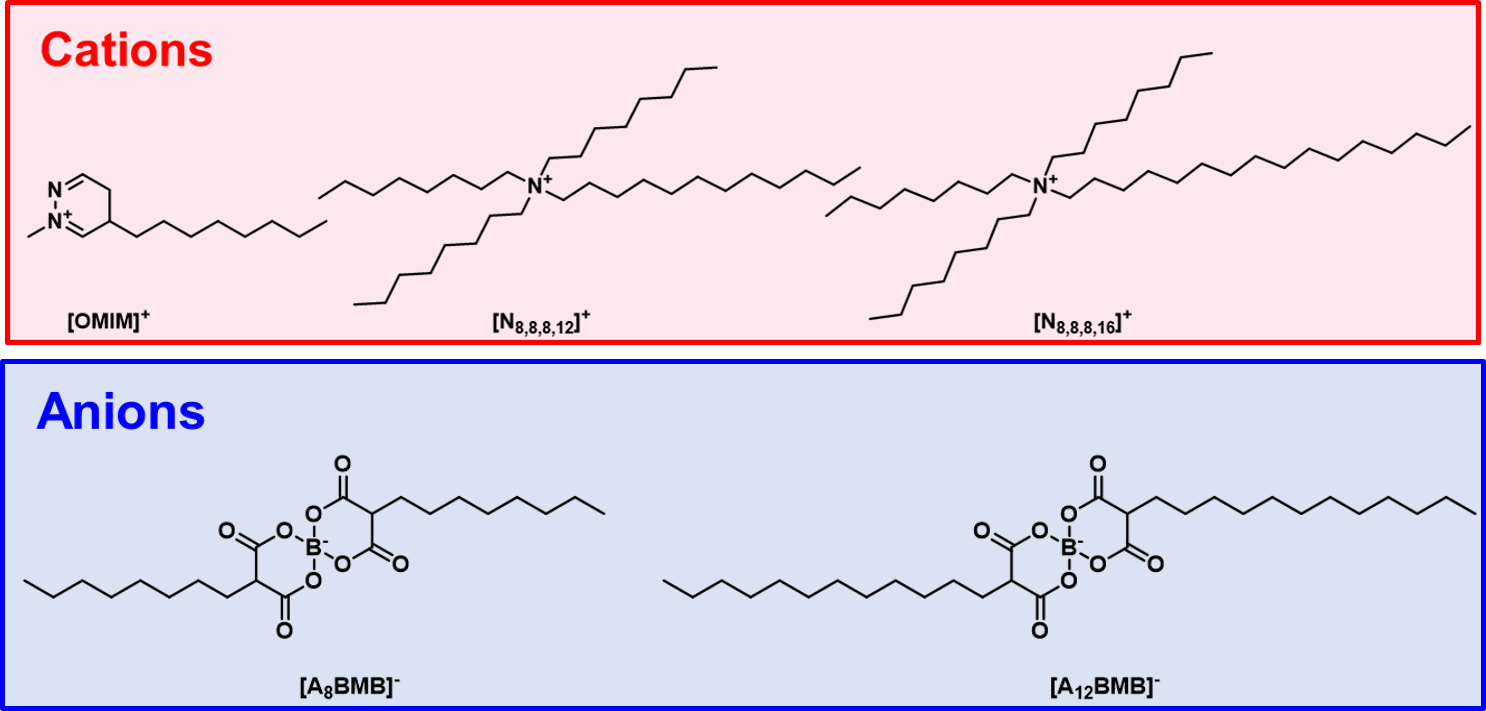 Cations
N
N⁺
N⁺
N⁺
[OMIM]⁺
[N₈,₈,₈,₁₂]⁺
[N₈,₈,₈,₁₆]⁺
Anions
O O
O O O O
B⁻ B⁻
O O O O
O O O O
O O
[A₈BMB]⁻
[A₁₂BMB]⁻